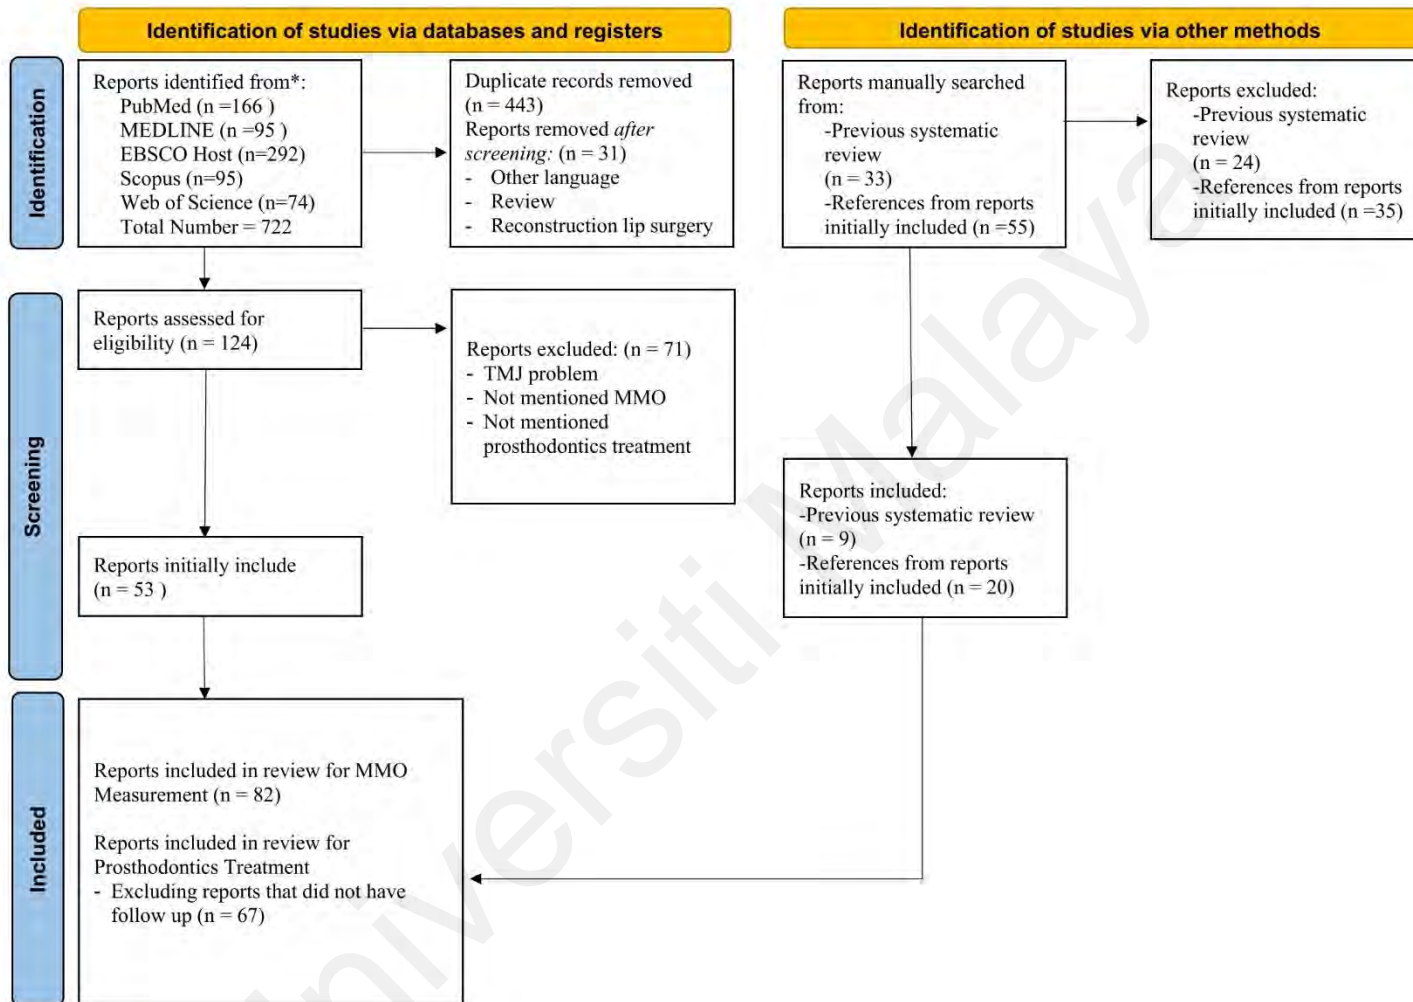 Identification of studies via databases and registers
Identification of studies via other methods
Identification
Reports identified from*:
PubMed (n =166 )
MEDLINE (n =95 )
EBSCO Host (n=292)
Scopus (n=95)
Web of Science (n=74)
Total Number = 722
Duplicate records removed
(n = 443)
Reports removed after
screening: (n = 31)
- Other language
- Review
- Reconstruction lip surgery
Reports manually searched
from:
-Previous systematic
review
(n = 33)
-References from reports
initially included (n =55)
Reports excluded:
-Previous systematic
review
(n = 24)
-References from reports
initially included (n =35)
Screening
Reports assessed for
eligibility (n = 124)
Reports excluded: (n = 71)
- TMJ problem
- Not mentioned MMO
- Not mentioned
prosthodontics treatment
Reports initially include
(n = 53 )
Reports included:
-Previous systematic review
(n = 9)
-References from reports
initially included (n = 20)
Included
Reports included in review for MMO
Measurement (n = 82)
Reports included in review for
Prosthodontics Treatment
- Excluding reports that did not have
follow up (n = 67)
niversiti Malaya